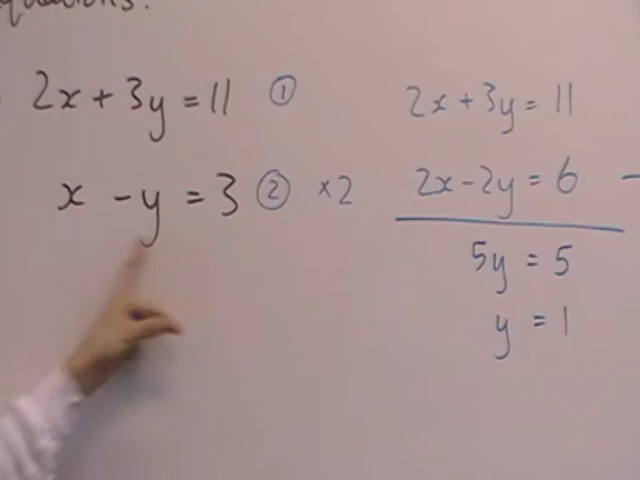 2x + 3y = 11 ①
x - y = 3 ② ×2
2x + 3y = 11
2x - 2y = 6 -
5y = 5
y = 1